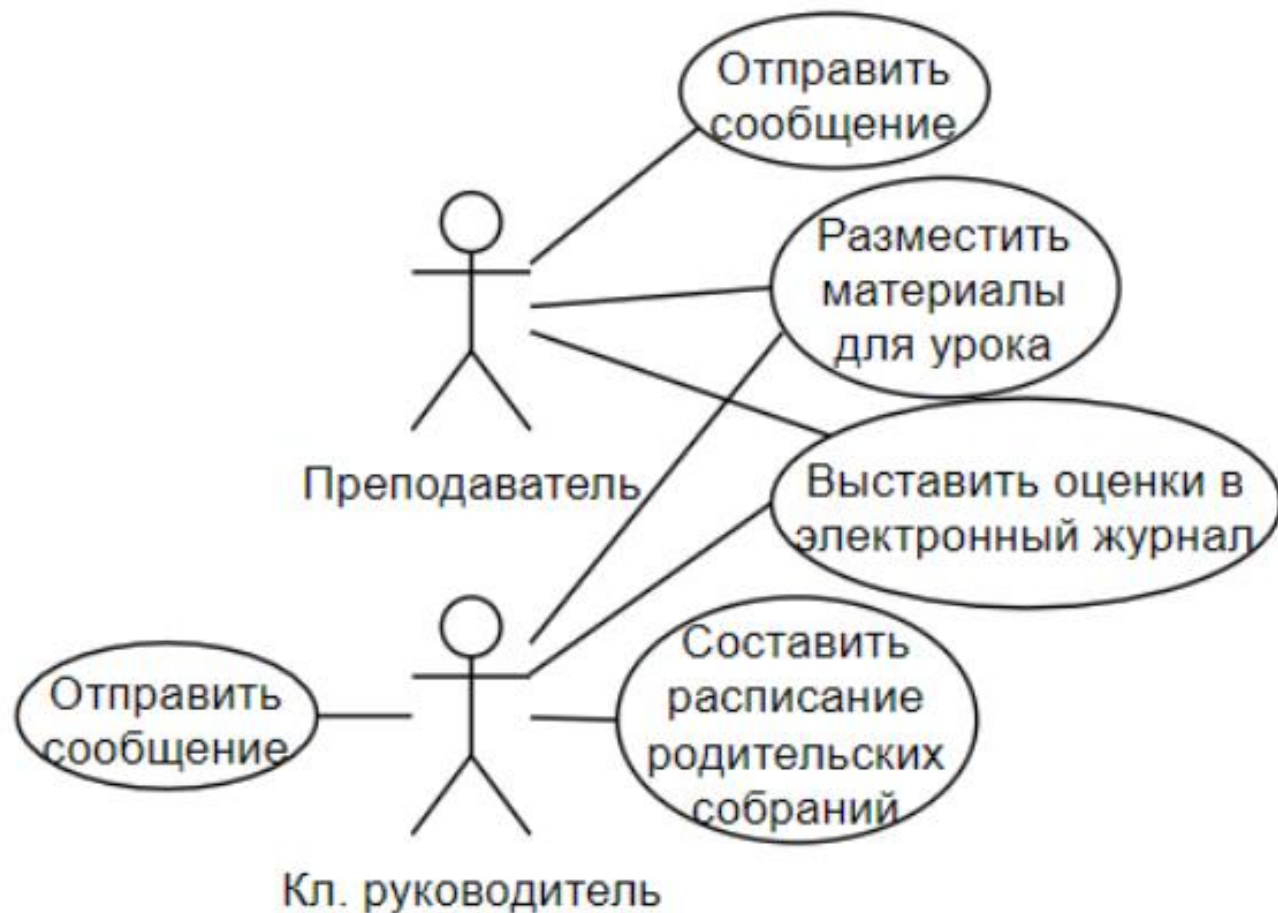 Отправить
сообщение
Разместить
материалы
для урока
Преподаватель
Выставить оценки в
электронный журнал
Отправить
сообщение
Составить
расписание
родительских
собраний
Кл. руководитель